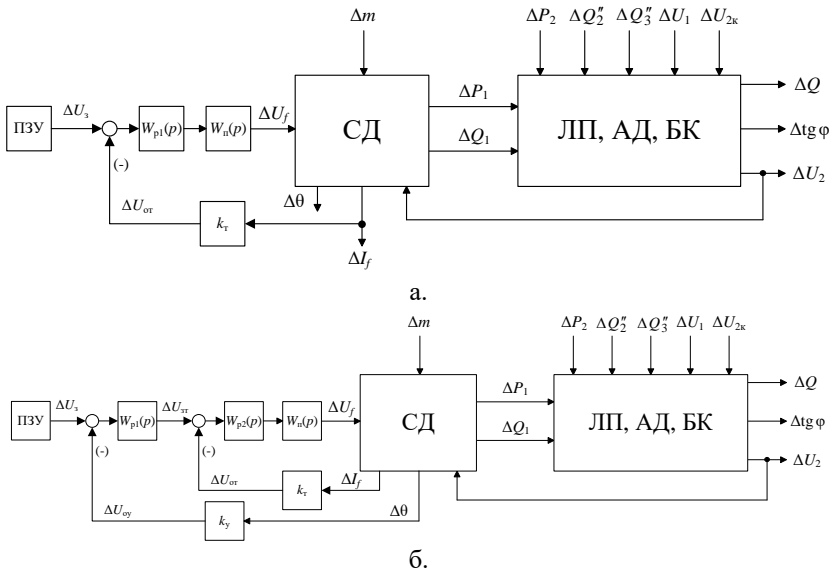 Δm
ΔP₂ ΔQ₂″ ΔQ₃″ ΔU₁ ΔU₂ₖ
ПЗУ ΔUз Wр1(p) Wп(p) ΔUf СД ΔP₁ ЛП, АД, БК ΔQ
ΔQ₁ Δtg φ
(-)
ΔU₂
ΔUот kт Δθ
ΔIf
а.
Δm
ΔP₂ ΔQ₂″ ΔQ₃″ ΔU₁ ΔU₂ₖ
ПЗУ ΔUз Wр1(p) ΔUзт Wр2(p) Wп(p) ΔUf СД ΔP₁ ЛП, АД, БК ΔQ
ΔQ₁ Δtg φ
(-) (-)
ΔU₂
ΔUот kт ΔIf
ΔUоу kу Δθ
б.